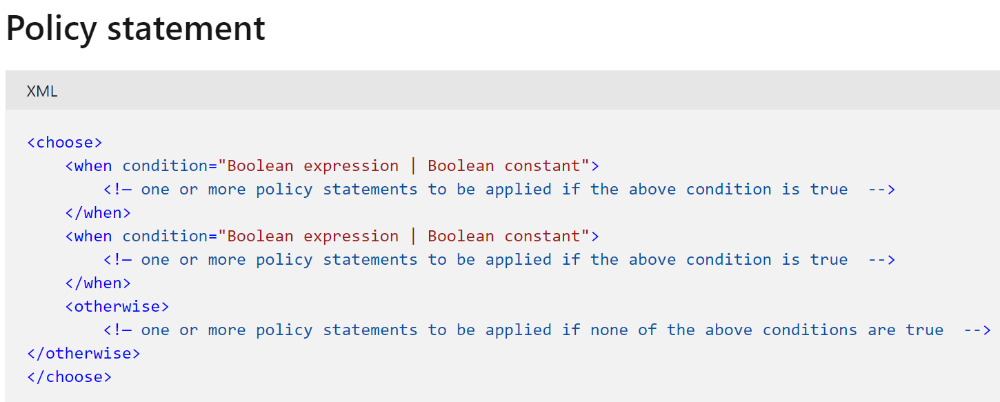 Policy statement
XML
<choose>
    <when condition="Boolean expression | Boolean constant">
        <!— one or more policy statements to be applied if the above condition is true  -->
    </when>
    <when condition="Boolean expression | Boolean constant">
        <!— one or more policy statements to be applied if the above condition is true  -->
    </when>
    <otherwise>
        <!— one or more policy statements to be applied if none of the above conditions are true  -->
</otherwise>
</choose>